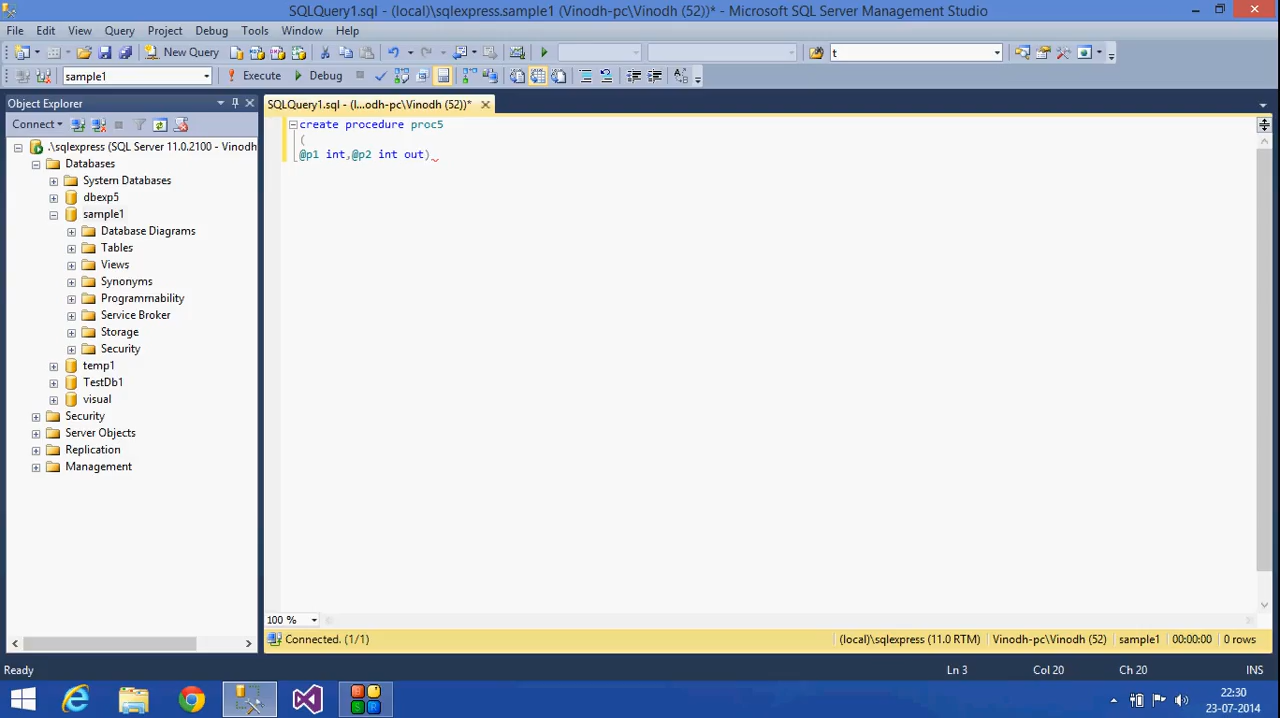 SQLQuery1.sql - (local)\sqlexpress.sample1 (Vinodh-pc\Vinodh (52))* - Microsoft SQL Server Management Studio
File Edit View Query Project Debug Tools Window Help
New Query t
sample1 ! Execute Debug
Object Explorer
SQLQuery1.sql - (l...odh-pc\Vinodh (52))*
Connect
.\sqlexpress (SQL Server 11.0.2100 - Vinodh
Databases
System Databases
dbexp5
sample1
Database Diagrams
Tables
Views
Synonyms
Programmability
Service Broker
Storage
Security
temp1
TestDb1
visual
Security
Server Objects
Replication
Management
create procedure proc5
(
@p1 int,@p2 int out)
100 %
Connected. (1/1) (local)\sqlexpress (11.0 RTM) Vinodh-pc\Vinodh (52) sample1 00:00:00 0 rows
Ready Ln 3 Col 20 Ch 20 INS
22:30
23-07-2014